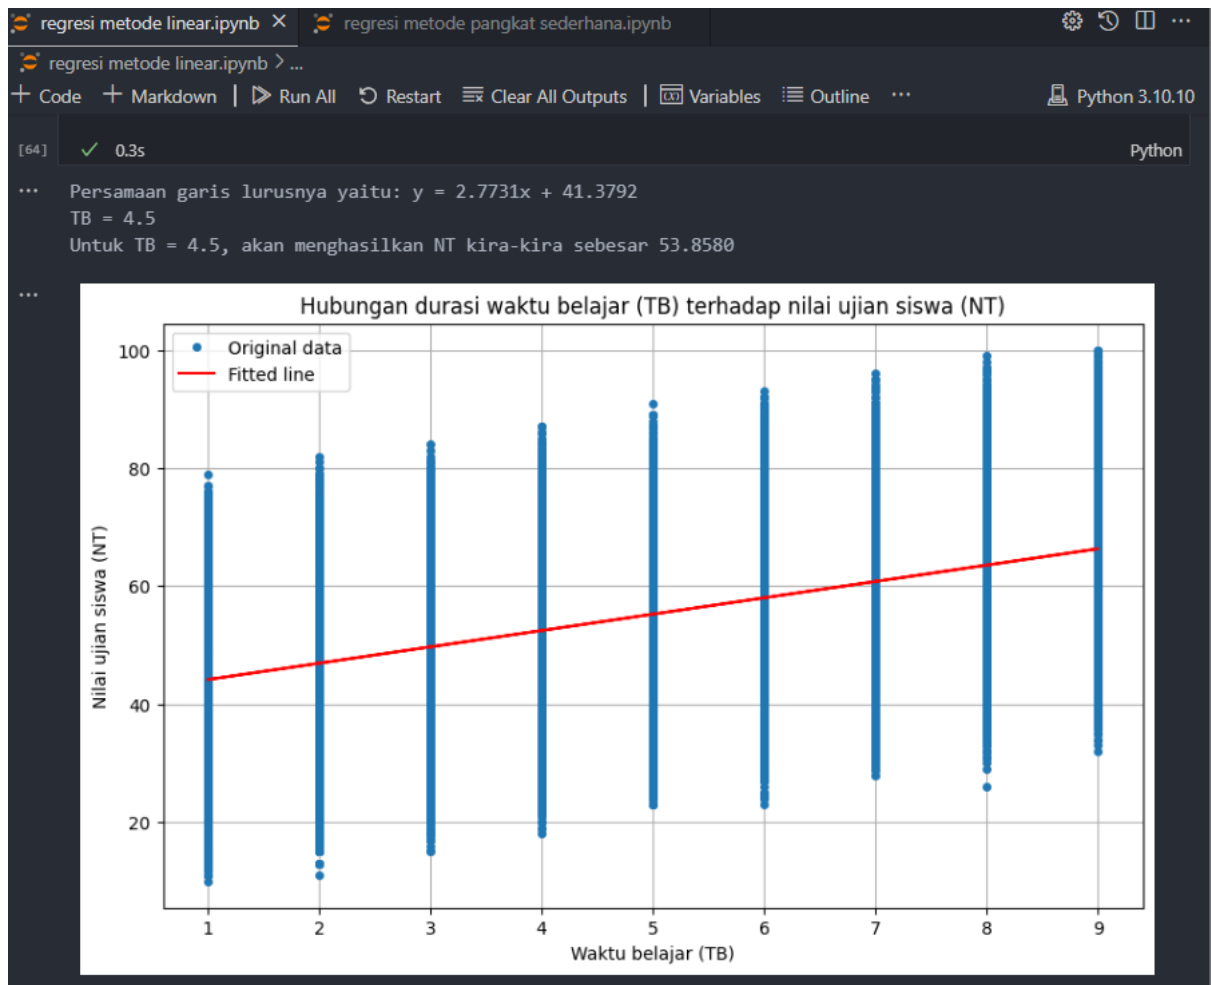 regresi metode linear.ipynb
regresi metode pangkat sederhana.ipynb
regresi metode linear.ipynb > ...
Code
Markdown
Run All
Restart
Clear All Outputs
Variables
Outline
...
Python 3.10.10
[64]
0.3s
Python
... Persamaan garis lurusnya yaitu: y = 2.7731x + 41.3792
TB = 4.5
Untuk TB = 4.5, akan menghasilkan NT kira-kira sebesar 53.8580
...
Hubungan durasi waktu belajar (TB) terhadap nilai ujian siswa (NT)
Original data
Fitted line
100
80
60
40
20
Nilai ujian siswa (NT)
1 2 3 4 5 6 7 8 9
Waktu belajar (TB)